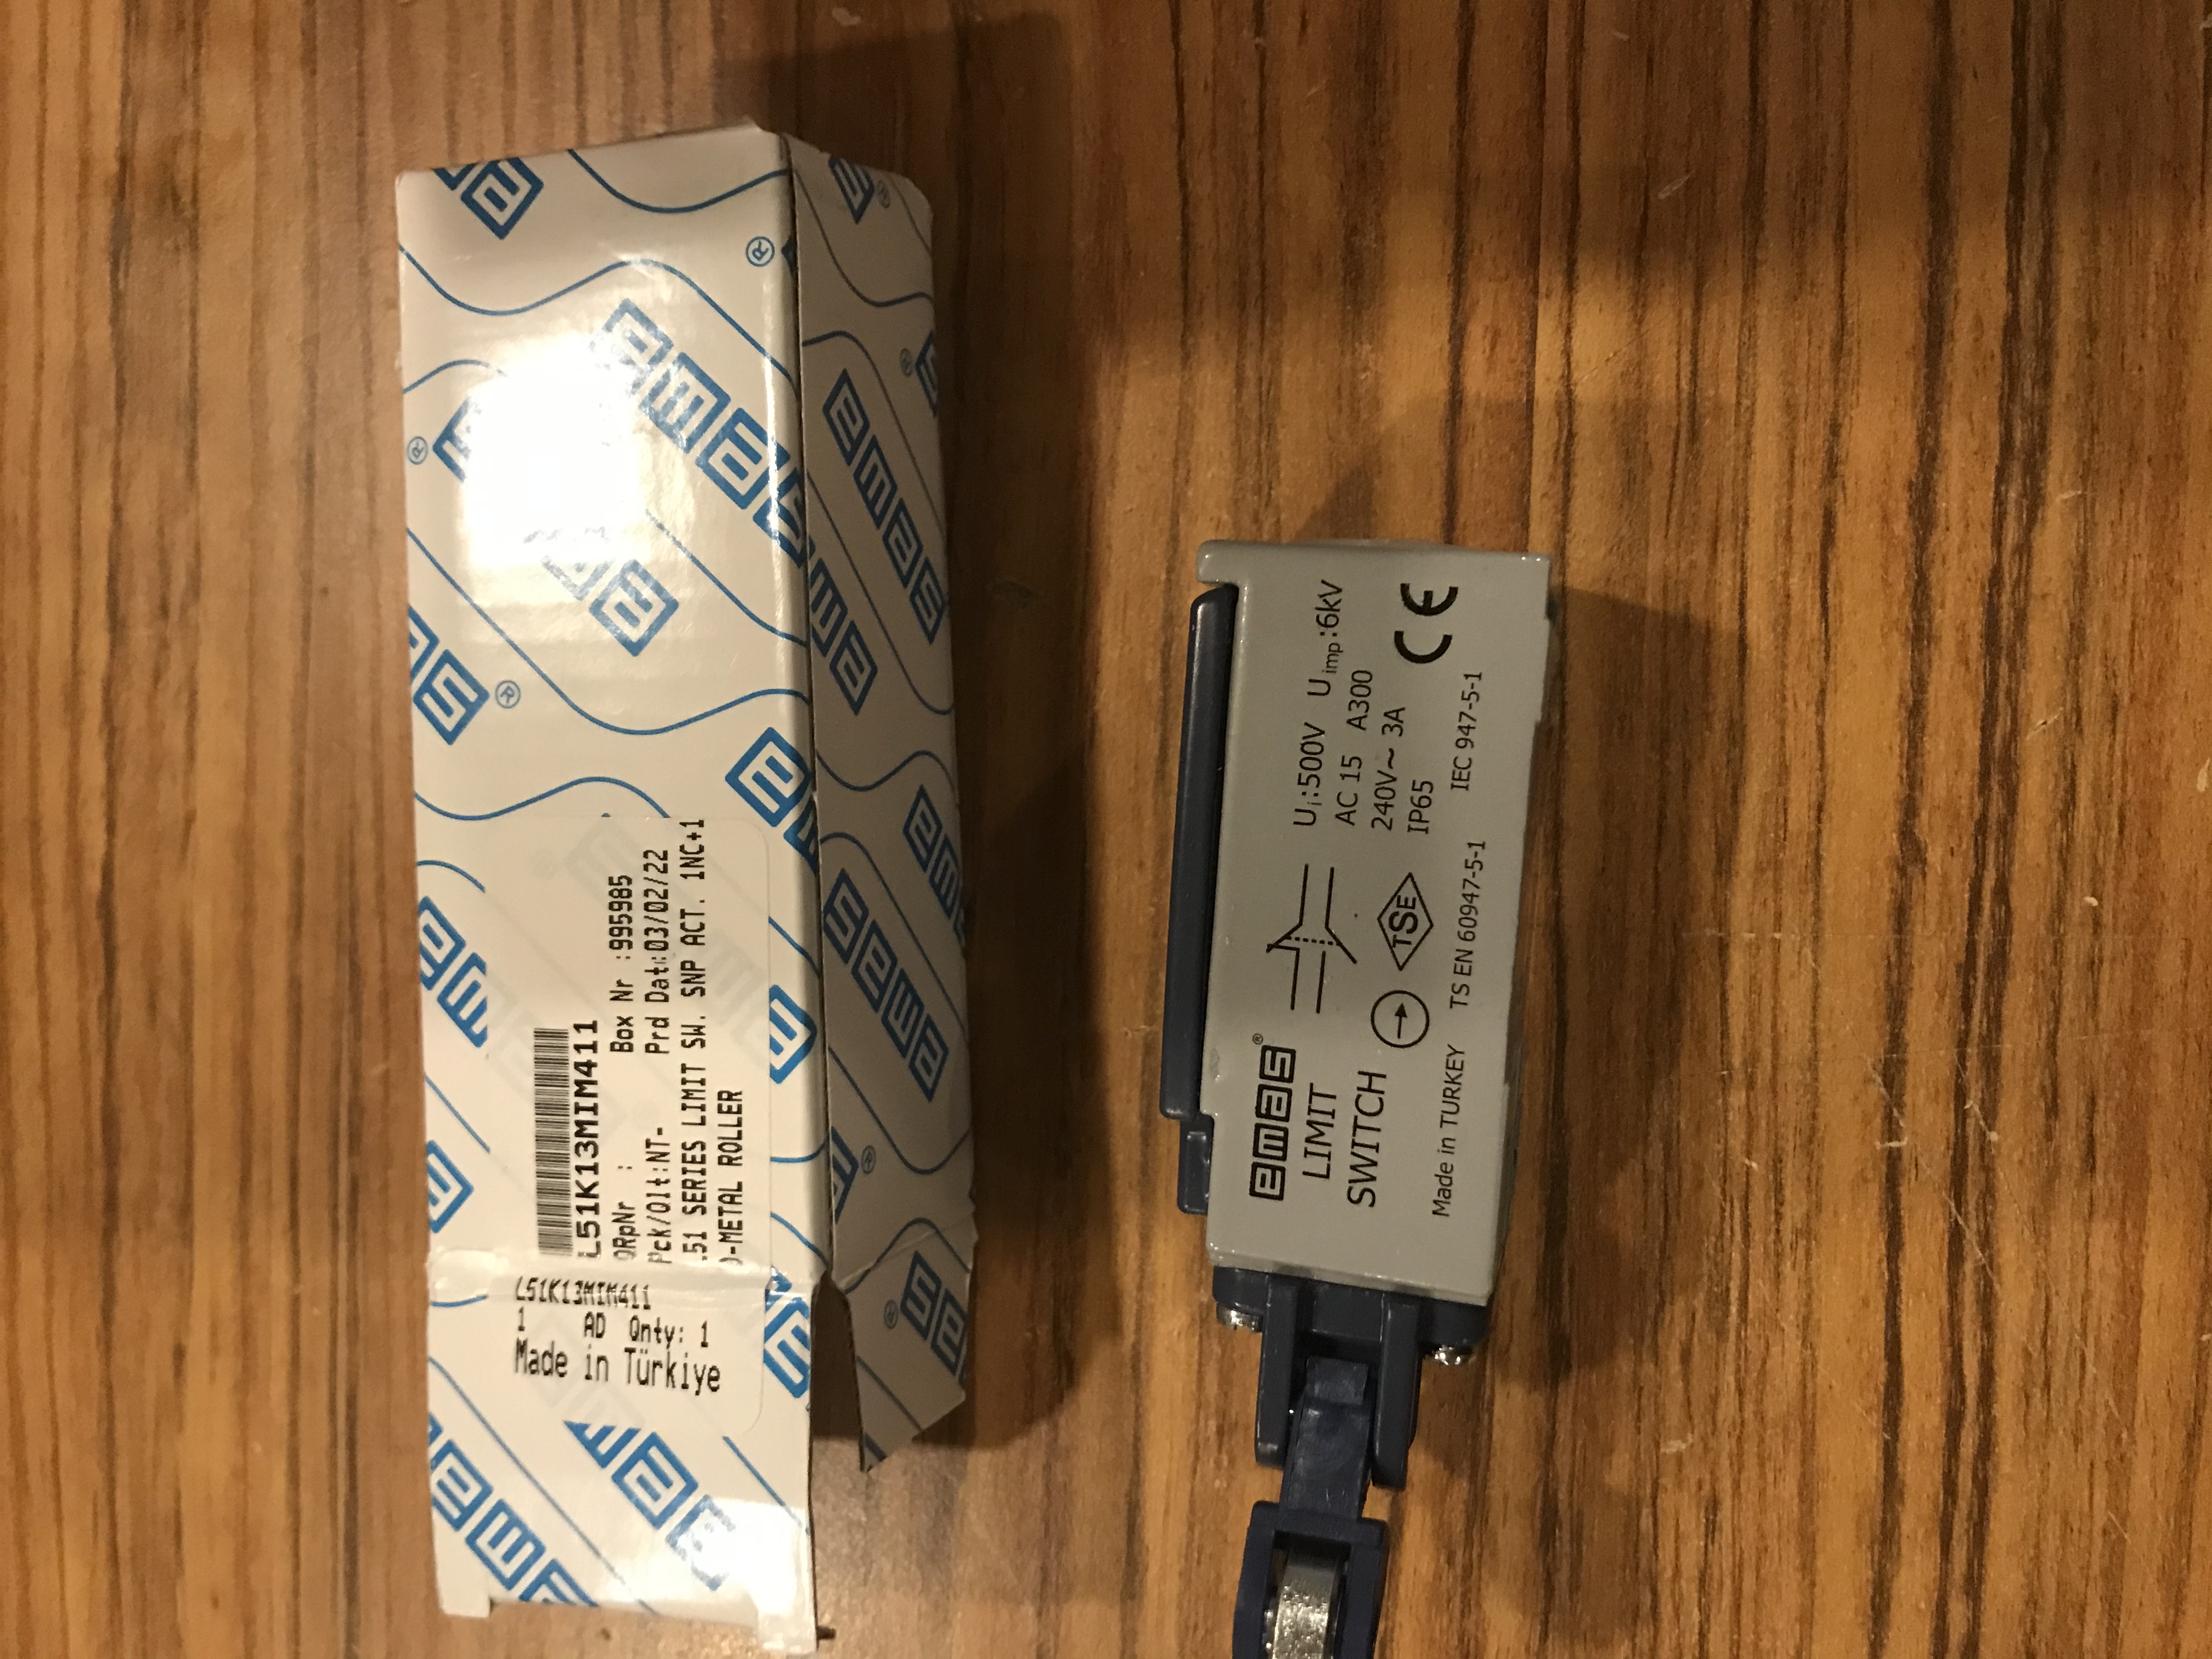 emas®
L51K13MIM411
ORpNr : Box Nr :995985
Pck/Qlt:NT- Prd Dat:03/02/22
L51 SERIES LIMIT SW. SNP ACT. 1NC+1
O-METAL ROLLER
L51K13MIM411
1 AD Qnty: 1
Made in Türkiye
emas®
LIMIT
SWITCH
Ui:500V Uimp:6kV
AC 15 A300
240V~ 3A
IP65
TSE
CE
Made in TURKEY TS EN 60947-5-1 IEC 947-5-1